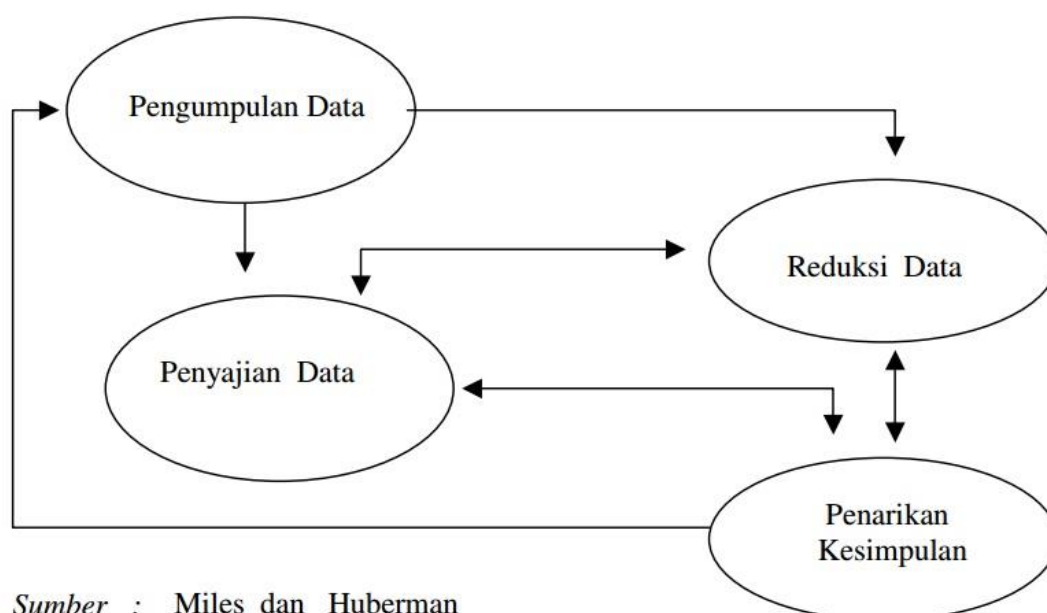 Pengumpulan Data
Reduksi Data
Penyajian Data
Penarikan
Kesimpulan
Sumber : Miles dan Huberman